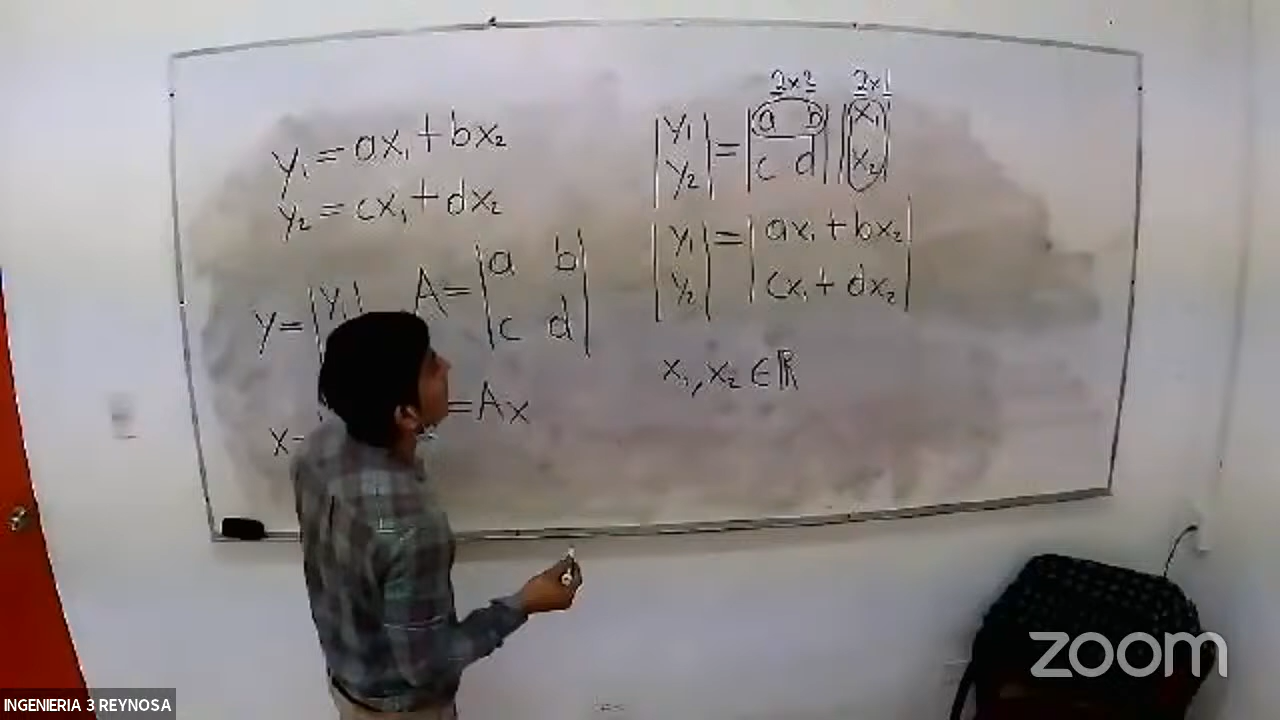 y₁ = ax₁ + bx₂
y₂ = cx₁ + dx₂
y = |y₁|
A = |a b|
|c d|
x =
= Ax
2x2 2x1
|y₁| = |a b| |x₁|
|y₂| |c d| |x₂|
|y₁| = |ax₁ + bx₂|
|y₂| |cx₁ + dx₂|
x₁, x₂ ∈ ℝ
zoom
INGENIERIA 3 REYNOSA